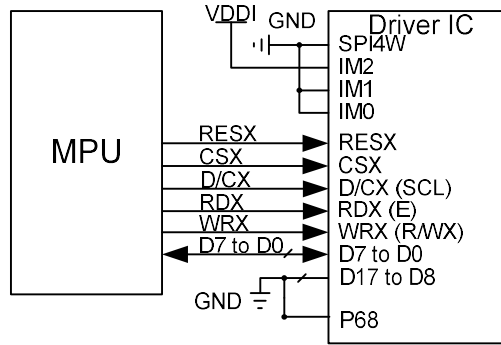 VDDI
GND
Driver IC
SPI4W
IM2
IM1
IM0
MPU
RESX
RESX
CSX
CSX
D/CX
D/CX (SCL)
RDX
RDX (E)
WRX
WRX (R/WX)
D7 to D0
D7 to D0
D17 to D8
GND
P68